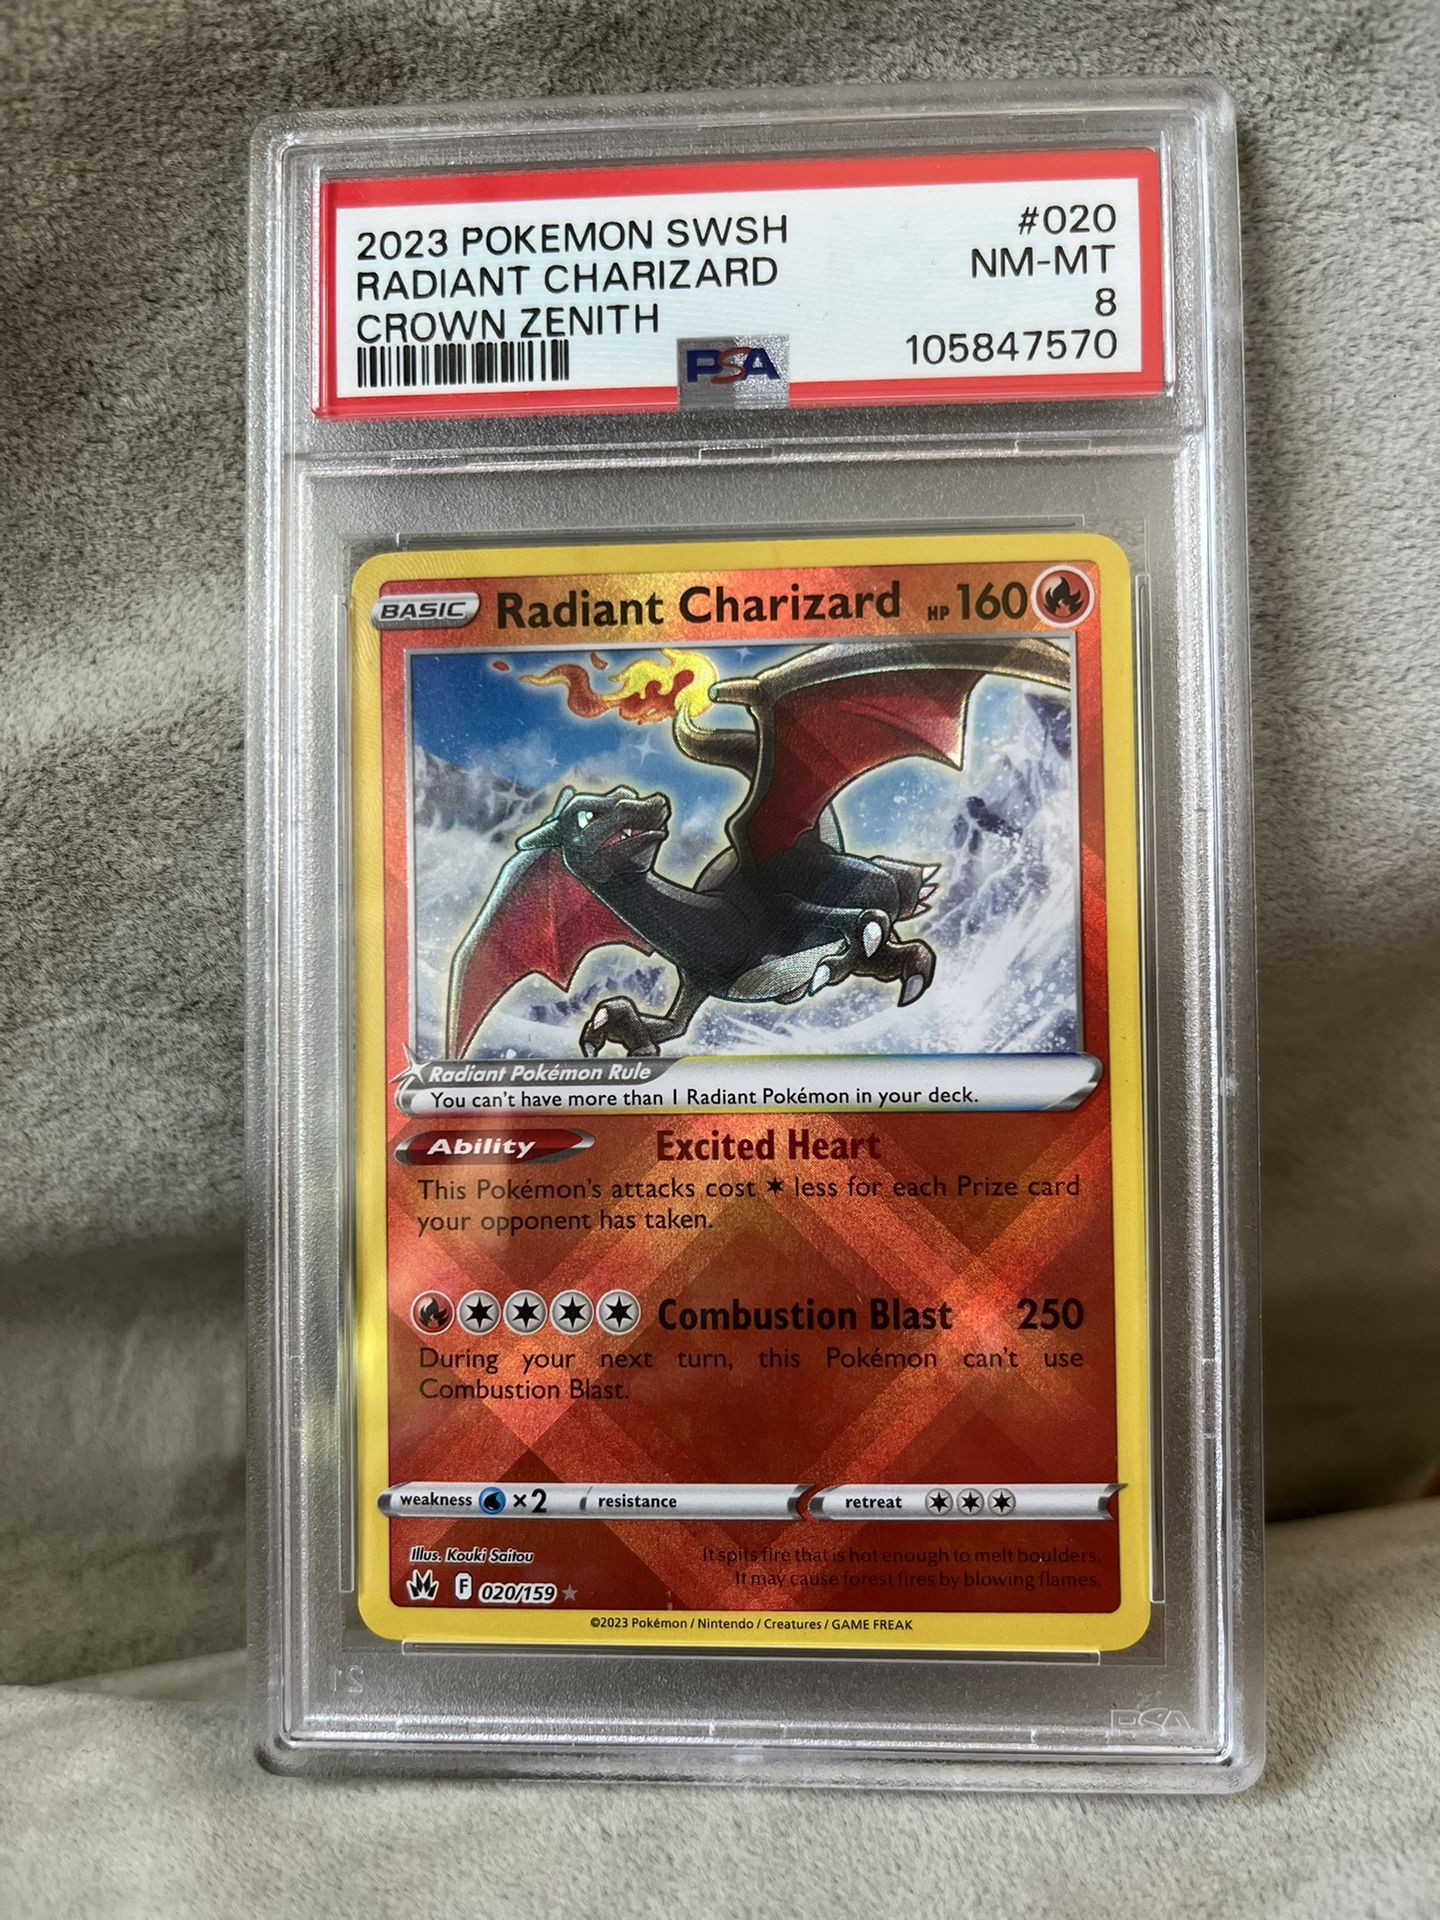 2023 POKEMON SWSH #020
RADIANT CHARIZARD NM-MT
CROWN ZENITH 8
PSA 105847570
BASIC Radiant Charizard HP 160
Radiant Pokémon Rule
You can't have more than 1 Radiant Pokémon in your deck.
Ability Excited Heart
This Pokémon's attacks cost less for each Prize card
your opponent has taken.
Combustion Blast 250
During your next turn, this Pokémon can't use
Combustion Blast.
weakness ×2 resistance retreat
Illus. Kouki Saitou
It spits fire that is hot enough to melt boulders.
It may cause forest fires by blowing flames.
F 020/159
©2023 Pokémon / Nintendo / Creatures / GAME FREAK
PSA